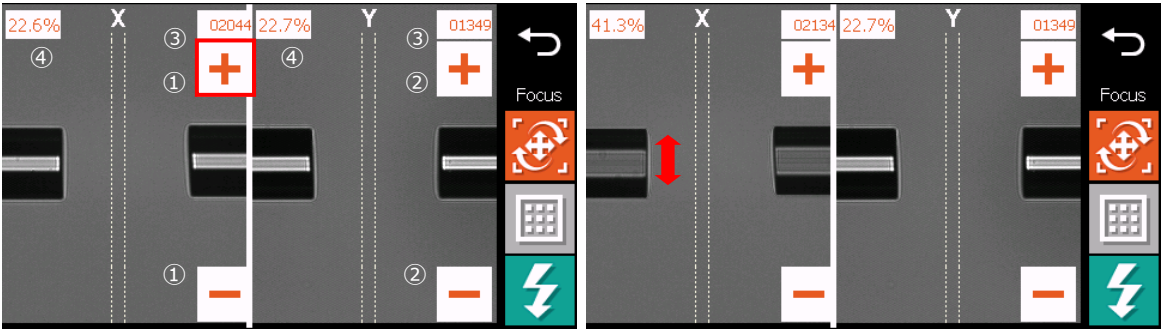 22.6%
X
02044
22.7%
Y
01349
③
③
④
④
①
②
Focus
①
②
41.3%
X
02134
22.7%
Y
01349
Focus